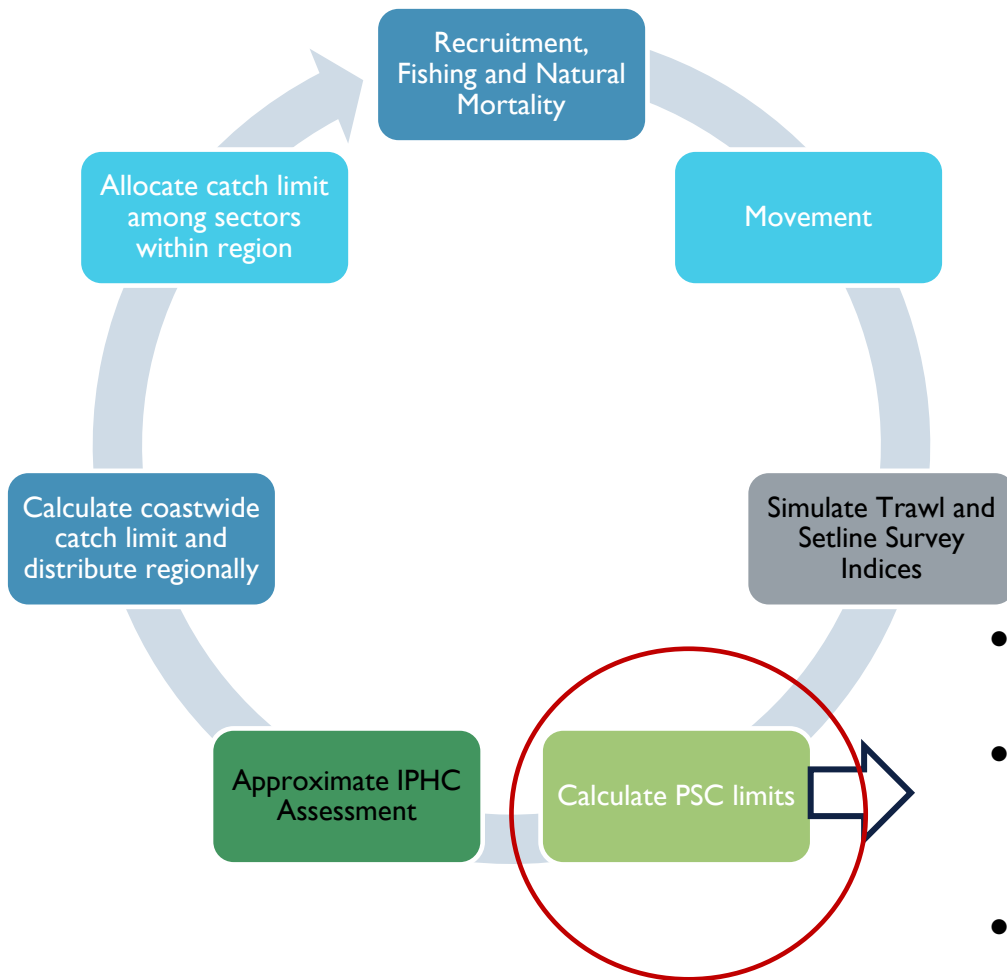 Recruitment,
Fishing and Natural
Mortality
Movement
Simulate Trawl and
Setline Survey
Indices
Calculate PSC limits
Approximate IPHC
Assessment
Calculate coastwide
catch limit and
distribute regionally
Allocate catch limit
among sectors
within region